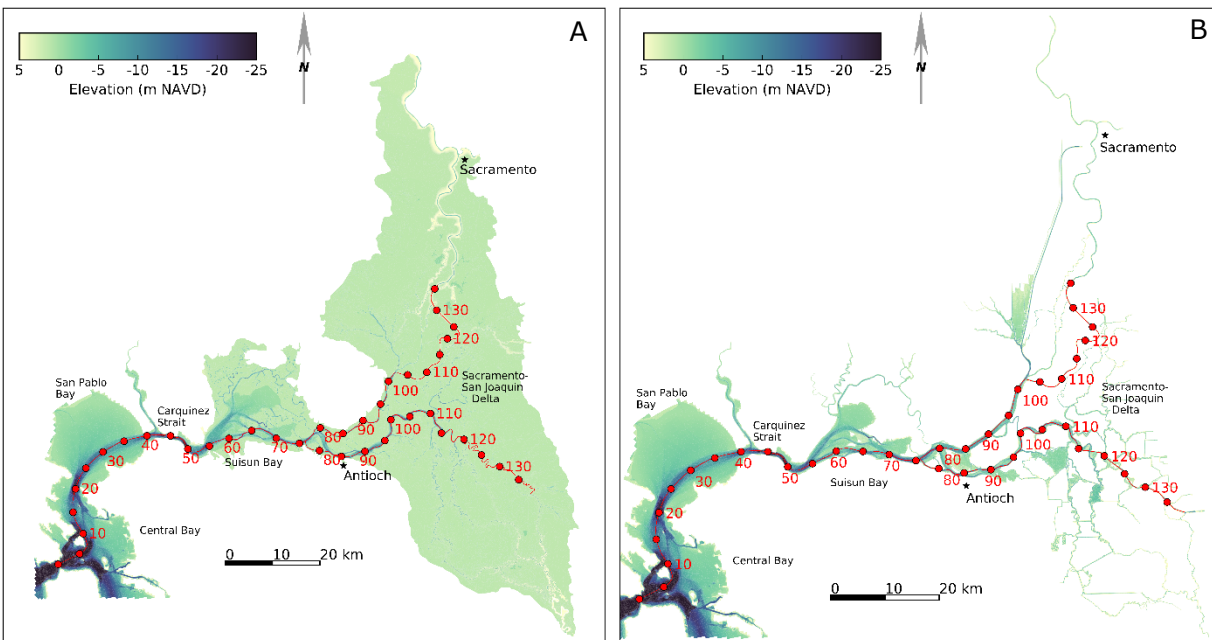 A
5 0 -5 -10 -15 -20 -25
Elevation (m NAVD)
N
Sacramento
130
120
San Pablo
Bay
110
Sacramento-
San Joaquin
Delta
100
110
Carquinez
Strait
100
40
60
80
90
120
30
50
70
80
90
130
Suisun Bay
Antioch
20
10
Central Bay
0 10 20 km
B
5 0 -5 -10 -15 -20 -25
Elevation (m NAVD)
N
Sacramento
130
120
San Pablo
Bay
110
100
Sacramento-
San Joaquin
Delta
110
Carquinez
Strait
100
40
60
80
90
120
30
50
70
80
90
130
Suisun Bay
Antioch
20
10
Central Bay
0 10 20 km